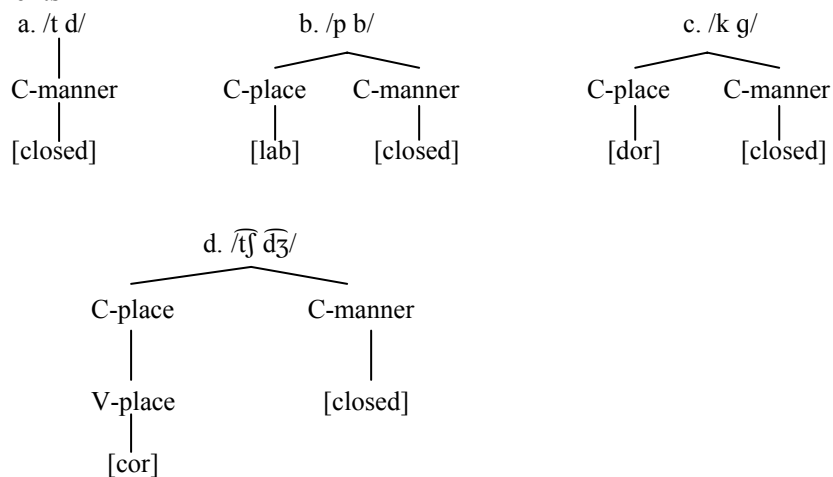 a. /t d/ b. /p b/ c. /k ɡ/
C-manner C-place C-manner C-place C-manner
[closed] [lab] [closed] [dor] [closed]
d. /t͡ʃ d͡ʒ/
C-place C-manner
V-place [closed]
[cor]